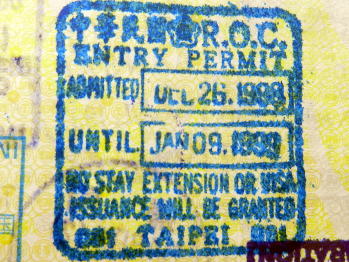 中華民國 R.O.C.
ENTRY PERMIT
ADMITTED DEC 26. 1998
UNTIL JAN 09. 1999
NO STAY EXTENSION OR VISA
ISSUANCE WILL BE GRANTED
TAIPEI